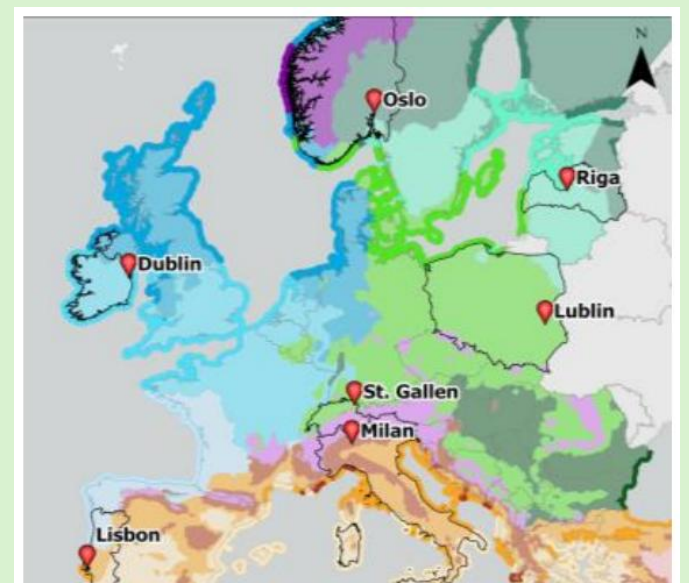 N
Oslo
Riga
Dublin
Lublin
St. Gallen
Milan
Lisbon